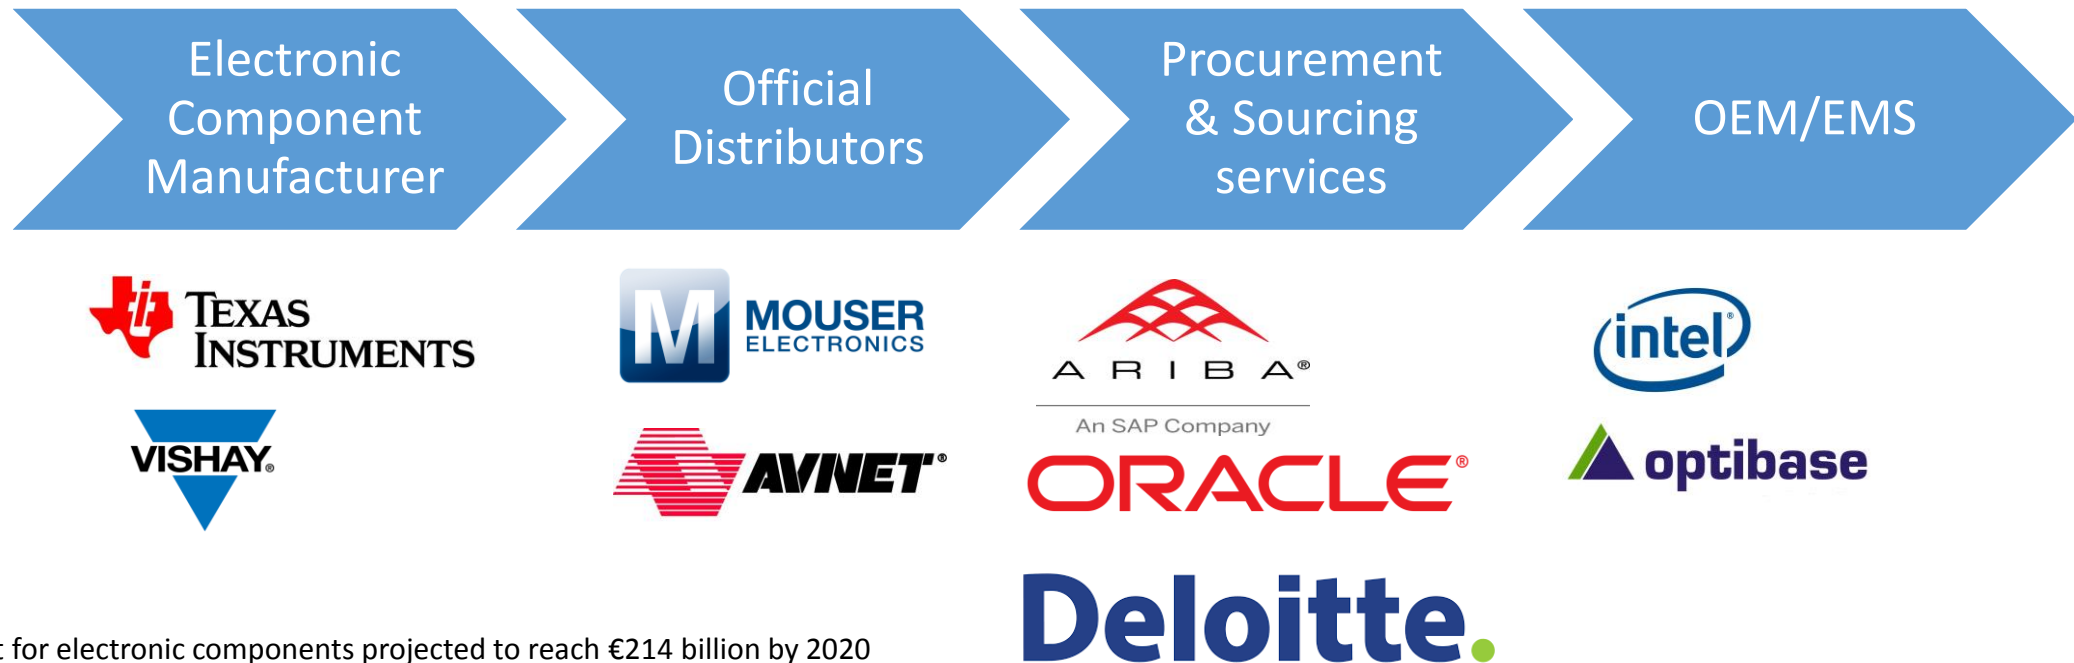 Electronic
Component
Manufacturer
Official
Distributors
Procurement
& Sourcing
services
OEM/EMS
TEXAS
INSTRUMENTS
VISHAY®
M
MOUSER
ELECTRONICS
AVNET®
ARIBA®
An SAP Company
ORACLE®
Deloitte.
intel®
optibase
for electronic components projected to reach €214 billion by 2020